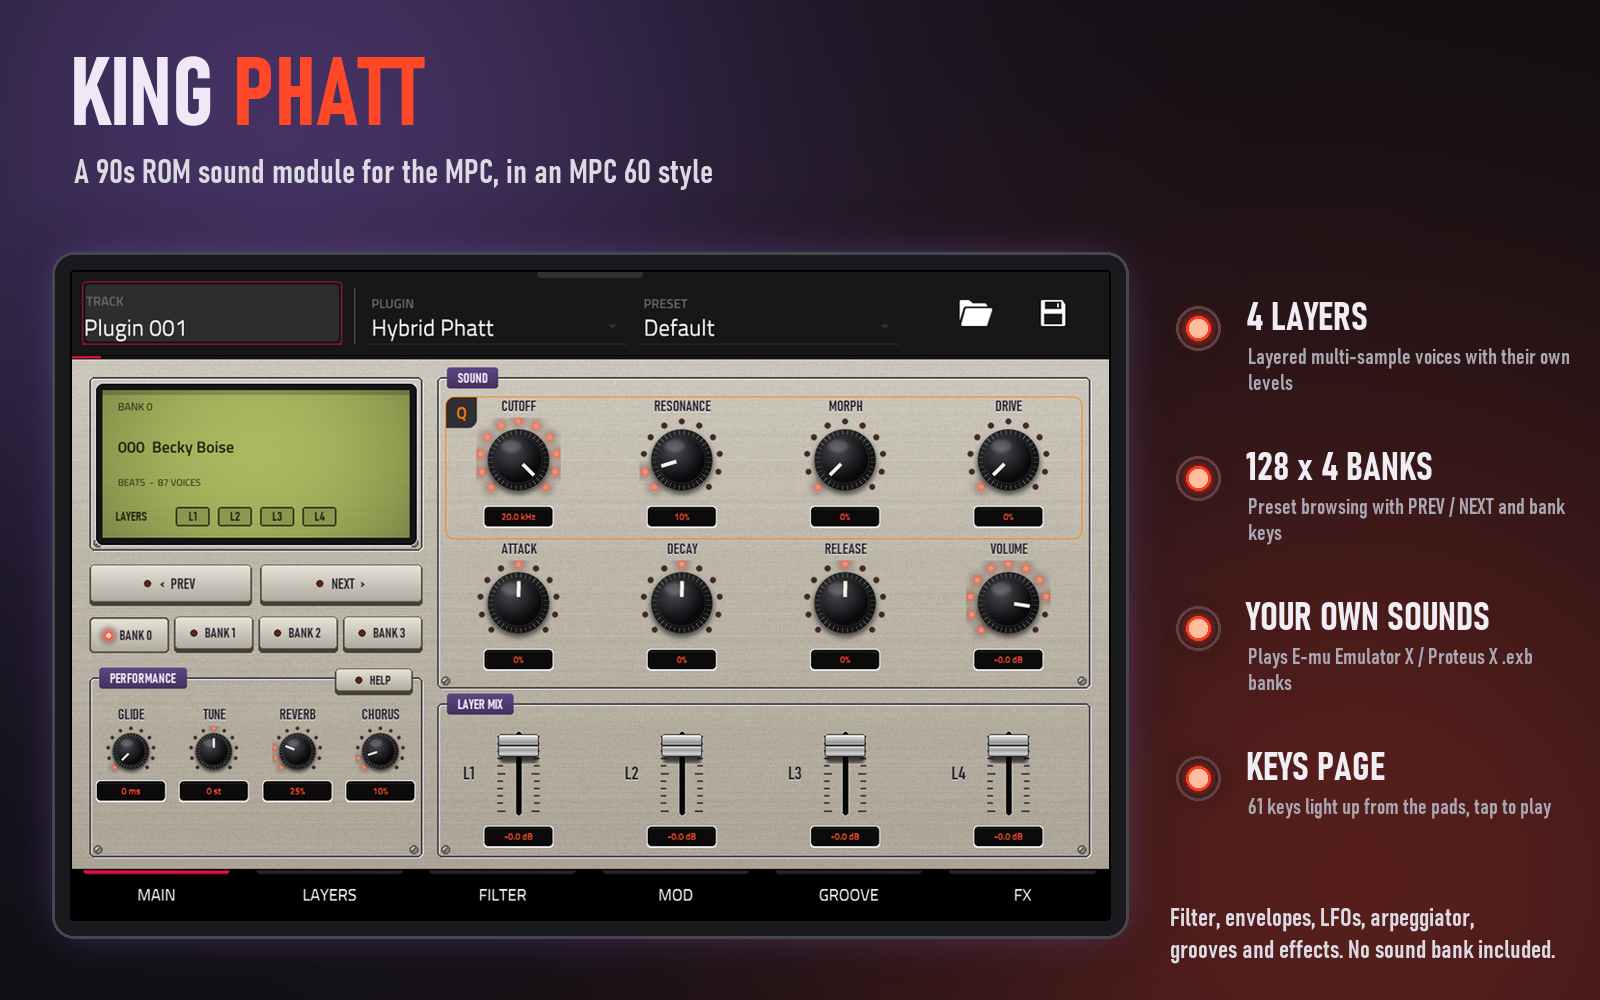 KING PHATT
A 90s ROM sound module for the MPC, in an MPC 60 style
TRACK
Plugin 001
PLUGIN
Hybrid Phatt
PRESET
Default
BANK 0
000 Becky Boise
BEATS - 87 VOICES
LAYERS L1 L2 L3 L4
‹ PREV
NEXT ›
BANK 0
BANK 1
BANK 2
BANK 3
PERFORMANCE
HELP
GLIDE TUNE REVERB CHORUS
0 ms 0 st 25% 10%
SOUND
Q
CUTOFF RESONANCE MORPH DRIVE
20.0 kHz 10% 0% 0%
ATTACK DECAY RELEASE VOLUME
0% 0% 0% -0.0 dB
LAYER MIX
L1 L2 L3 L4
-0.0 dB -0.0 dB -0.0 dB -0.0 dB
MAIN LAYERS FILTER MOD GROOVE FX
4 LAYERS
Layered multi-sample voices with their own
levels
128 x 4 BANKS
Preset browsing with PREV / NEXT and bank
keys
YOUR OWN SOUNDS
Plays E-mu Emulator X / Proteus X .exb
banks
KEYS PAGE
61 keys light up from the pads, tap to play
Filter, envelopes, LFOs, arpeggiator,
grooves and effects. No sound bank included.